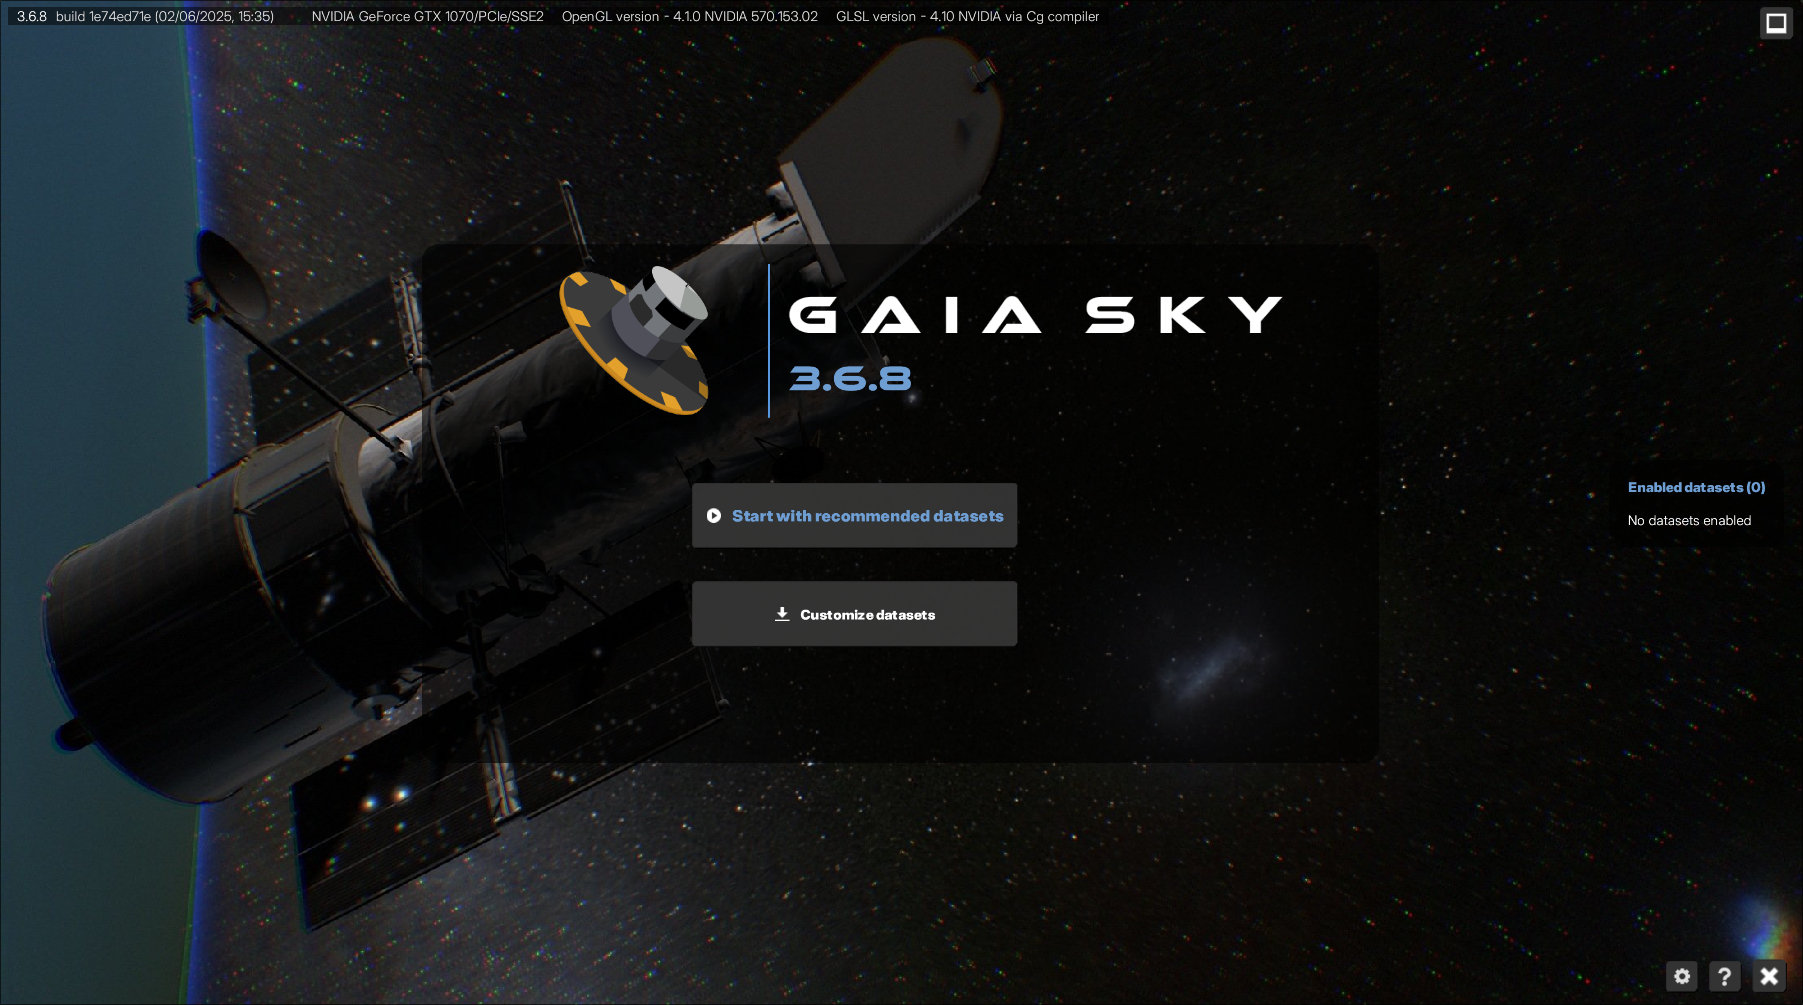 3.6.8 build 1e74ed71e (02/06/2025, 15:35) NVIDIA GeForce GTX 1070/PCIe/SSE2 OpenGL version - 4.1.0 NVIDIA 570.153.02 GLSL version - 4.10 NVIDIA via Cg compiler
GAIA SKY
3.6.8
Enabled datasets (0)
No datasets enabled
Start with recommended datasets
Customize datasets
?